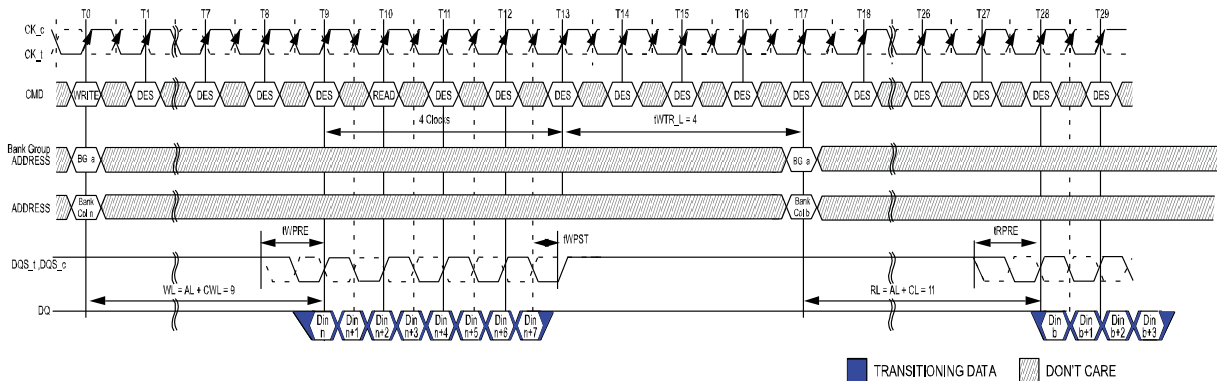 T0 T1 T7 T8 T9 T10 T11 T12 T13 T14 T15 T16 T17 T18 T26 T27 T28 T29
CK_c
CK_t
CMD WRITE DES DES DES DES READ DES DES DES DES DES DES DES DES DES DES DES DES
4 Clocks tWTR_L = 4
Bank Group
ADDRESS BG a BG a
ADDRESS Bank Col n Bank Col b
tWPRE tWPST tRPRE
DQS_t,DQS_c
WL = AL + CWL = 9 RL = AL + CL = 11
DQ Din n Din n+1 Din n+2 Din n+3 Din n+4 Din n+5 Din n+6 Din n+7 Din b Din b+1 Din b+2 Din b+3
TRANSITIONING DATA DON'T CARE